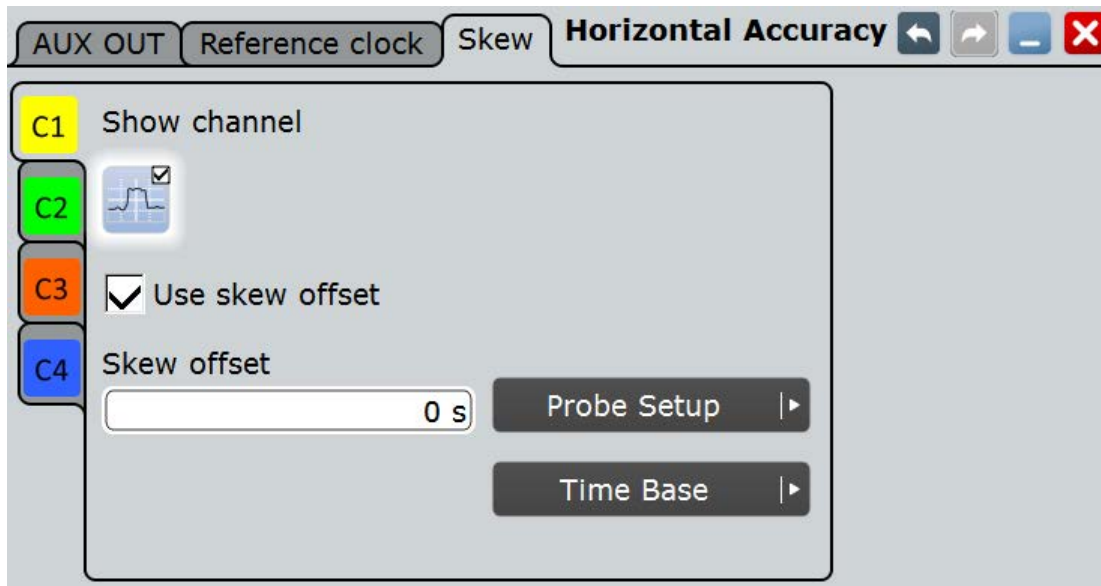 AUX OUT Reference clock Skew Horizontal Accuracy
C1 Show channel
C2
C3 Use skew offset
C4 Skew offset
0 s Probe Setup
Time Base